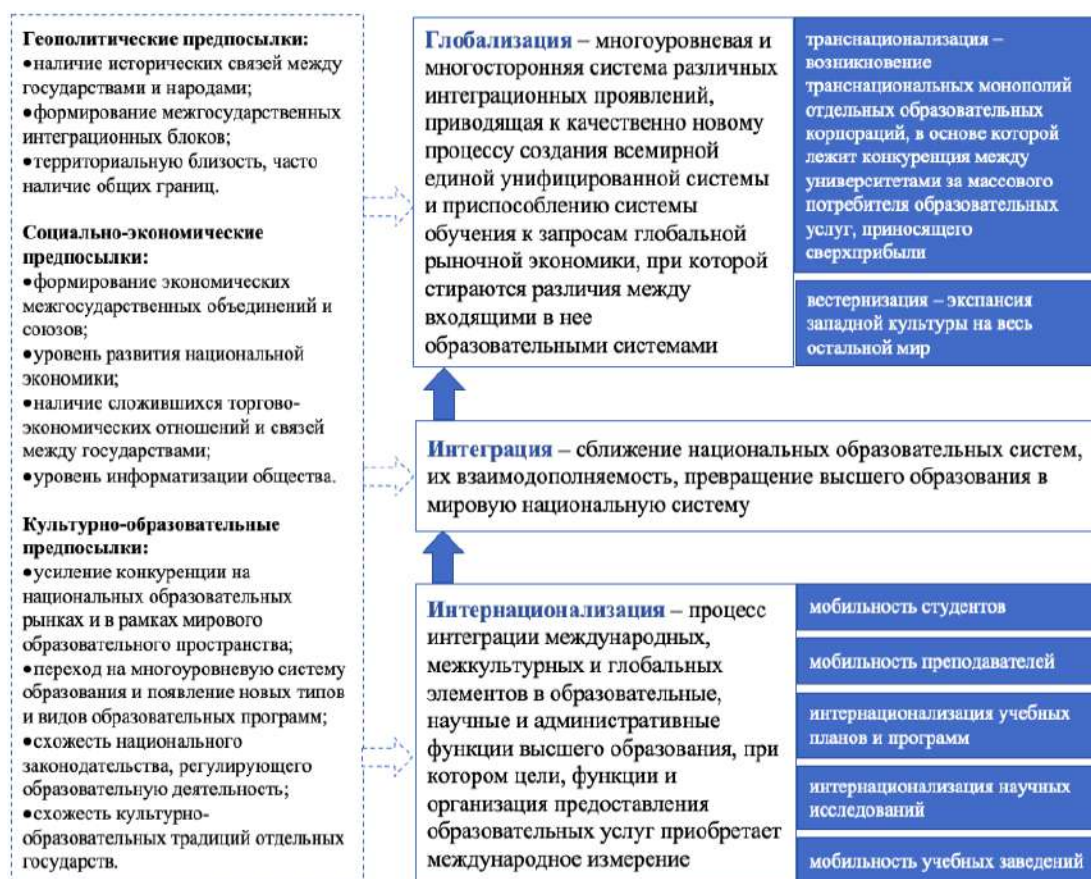 Геополитические предпосылки:
•наличие исторических связей между
государствами и народами;
•формирование межгосударственных
интеграционных блоков;
•территориальную близость, часто
наличие общих границ.
Социально-экономические
предпосылки:
•формирование экономических
межгосударственных объединений и
союзов;
•уровень развития национальной
экономики;
•наличие сложившихся торгово-
экономических отношений и связей
между государствами;
•уровень информатизации общества.
Культурно-образовательные
предпосылки:
•усиление конкуренции на
национальных образовательных
рынках и в рамках мирового
образовательного пространства;
•переход на многоуровневую систему
образования и появление новых типов
и видов образовательных программ;
•схожесть национального
законодательства, регулирующего
образовательную деятельность;
•схожесть культурно-
образовательных традиций отдельных
государств.
Глобализация – многоуровневая и
многосторонняя система различных
интеграционных проявлений,
приводящая к качественно новому
процессу создания всемирной
единой унифицированной системы
и приспособлению системы
обучения к запросам глобальной
рыночной экономики, при которой
стираются различия между
входящими в нее
образовательными системами
транснационализация –
возникновение
транснациональных монополий
отдельных образовательных
корпораций, в основе которой
лежит конкуренция между
университетами за массового
потребителя образовательных
услуг, приносящего
сверхприбыли
вестернизация – экспансия
западной культуры на весь
остальной мир
Интеграция – сближение национальных образовательных систем,
их взаимодополняемость, превращение высшего образования в
мировую национальную систему
Интернационализация – процесс
интеграции международных,
межкультурных и глобальных
элементов в образовательные,
научные и административные
функции высшего образования, при
котором цели, функции и
организация предоставления
образовательных услуг приобретает
международное измерение
мобильность студентов
мобильность преподавателей
интернационализация учебных
планов и программ
интернационализация научных
исследований
мобильность учебных заведений